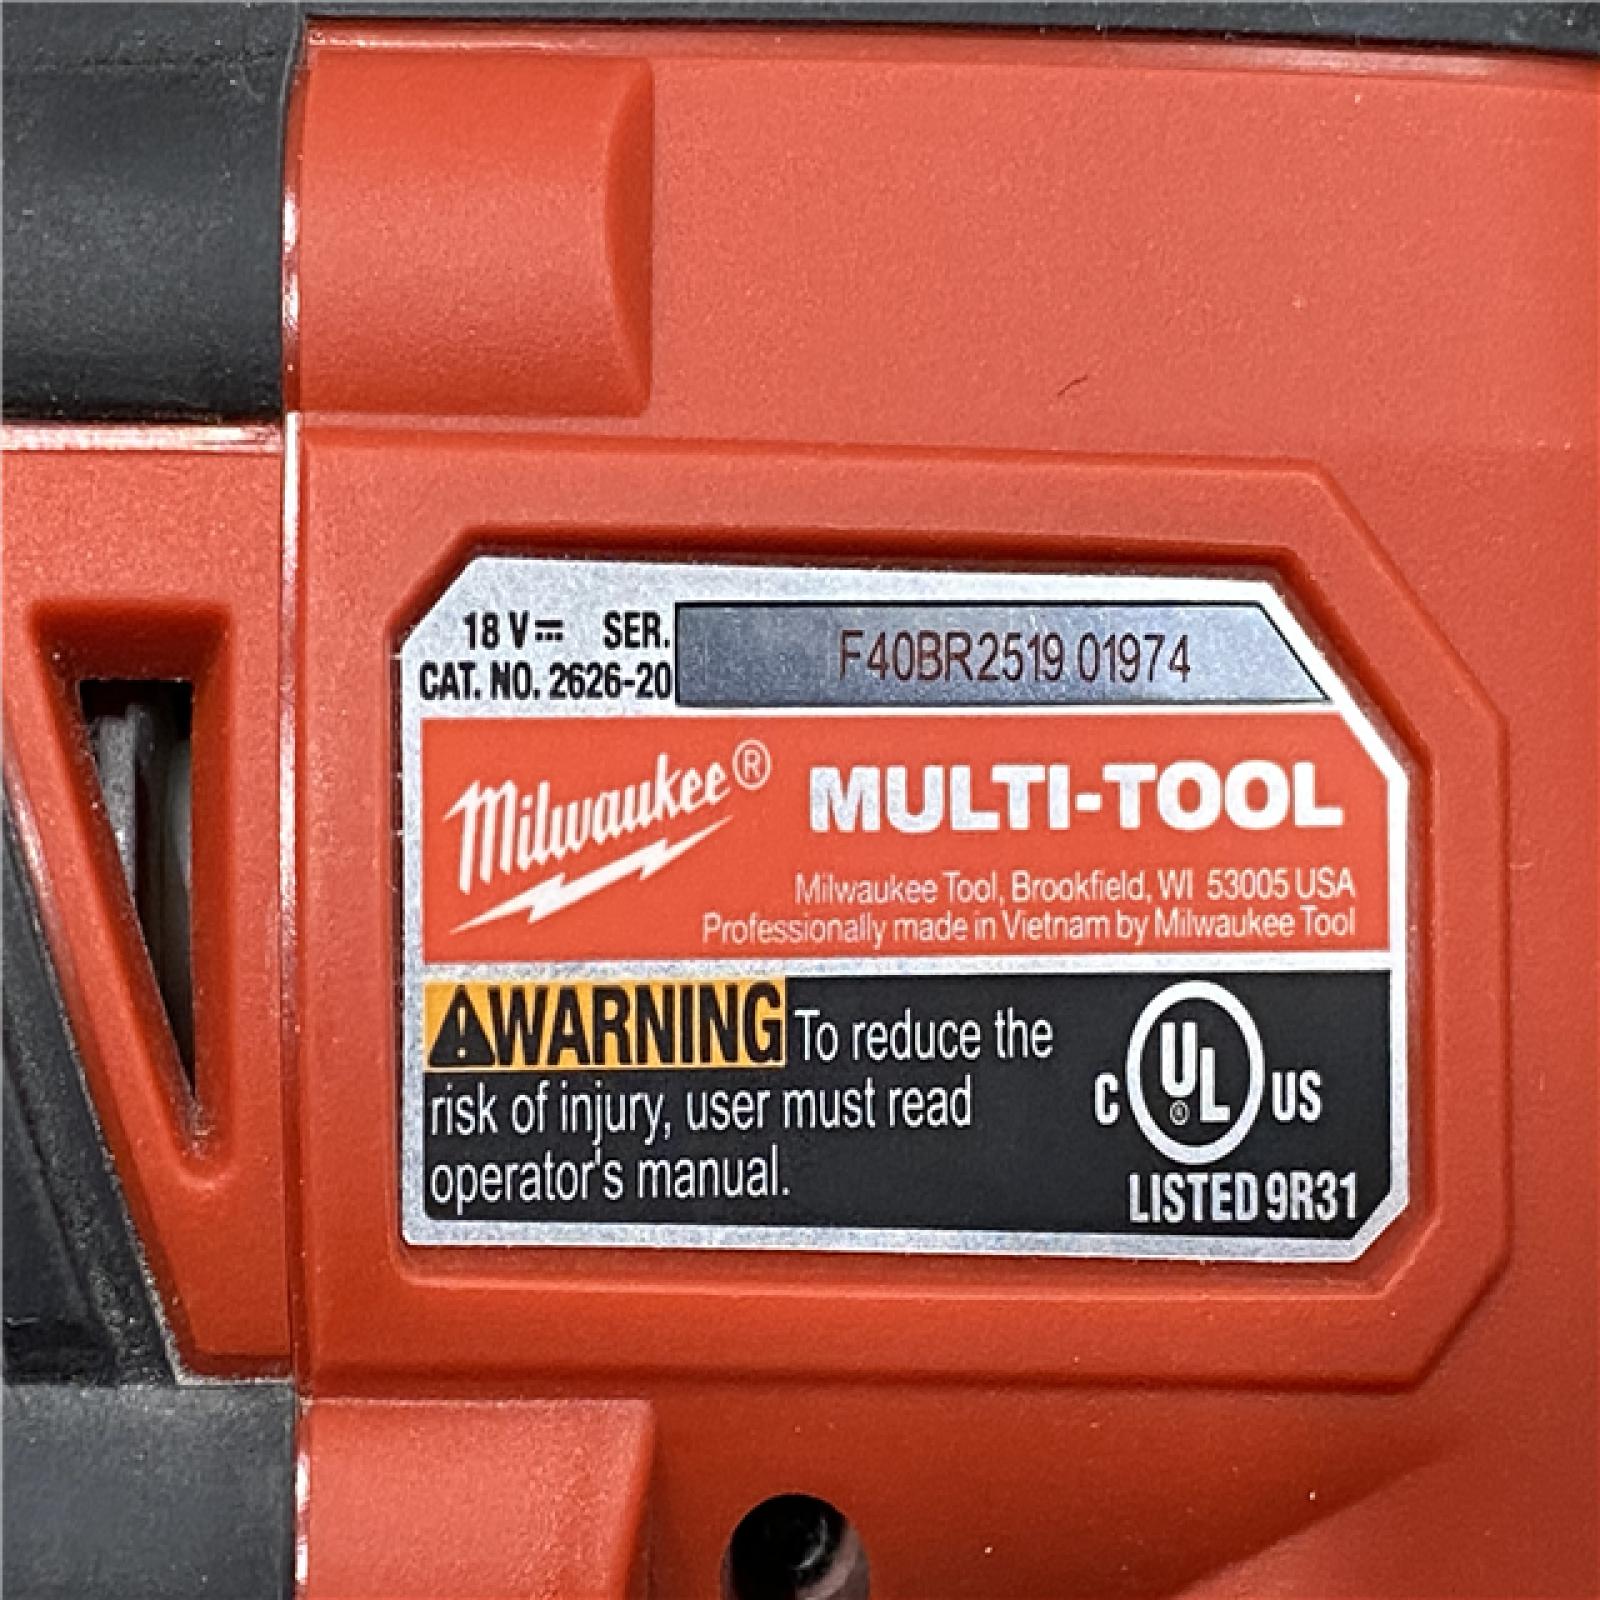 18 V⎓ SER. F40BR2519 01974
CAT. NO. 2626-20
Milwaukee® MULTI-TOOL
Milwaukee Tool, Brookfield, WI 53005 USA
Professionally made in Vietnam by Milwaukee Tool
WARNING To reduce the
risk of injury, user must read
operator's manual.
C UL® US
LISTED 9R31